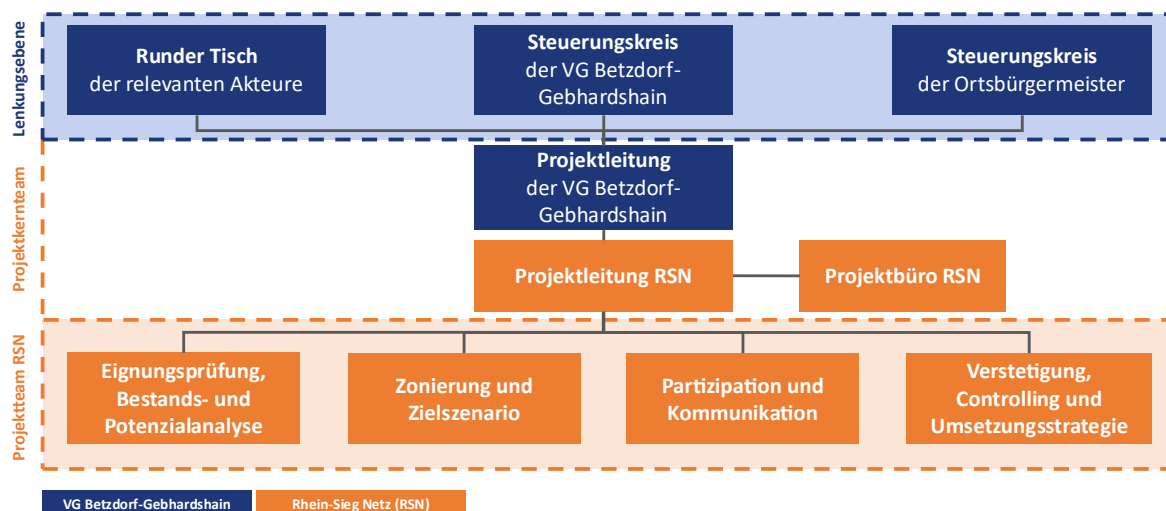 Lenkungsebene
Runder Tisch
der relevanten Akteure
Steuerungskreis
der VG Betzdorf-
Gebhardshain
Steuerungskreis
der Ortsbürgermeister
Projektkernteam
Projektleitung
der VG Betzdorf-
Gebhardshain
Projektleitung RSN
Projektbüro RSN
Projektteam RSN
Eignungsprüfung,
Bestands- und
Potenzialanalyse
Zonierung und
Zielszenario
Partizipation und
Kommunikation
Verstetigung,
Controlling und
Umsetzungsstrategie
VG Betzdorf-Gebhardshain
Rhein-Sieg Netz (RSN)